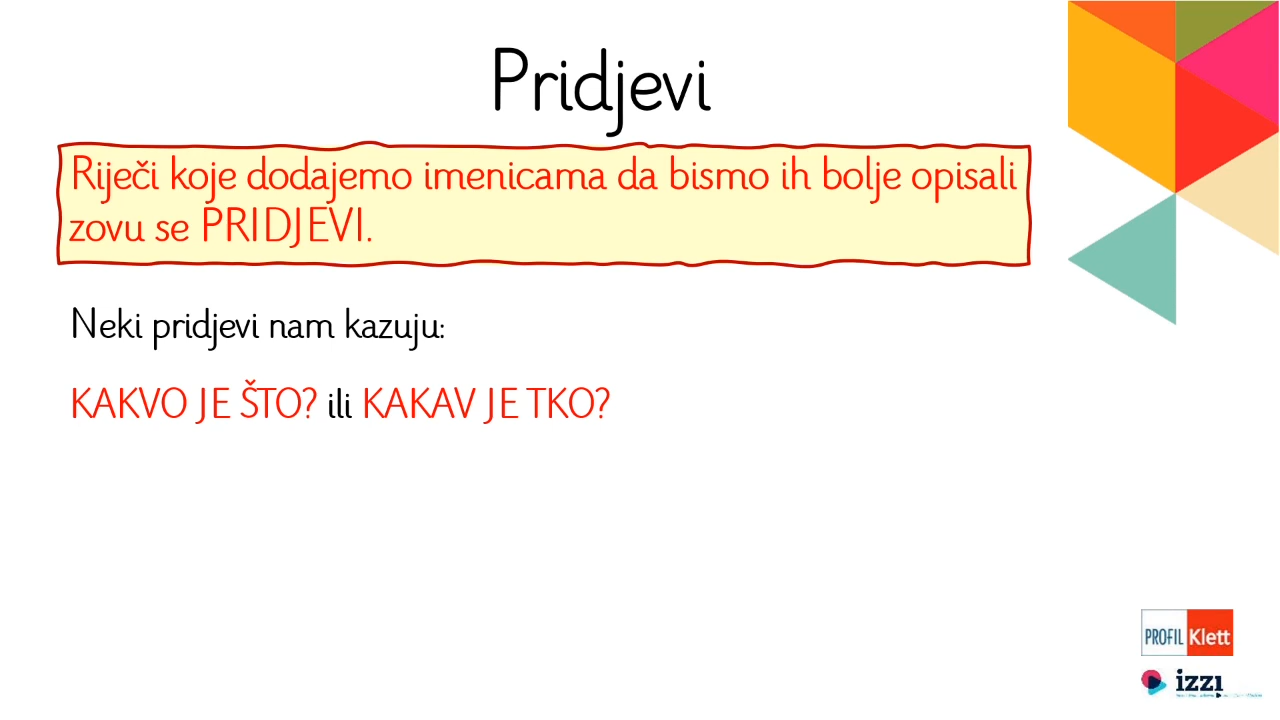 Pridjevi
Riječi koje dodajemo imenicama da bismo ih bolje opisali
zovu se PRIDJEVI.
Neki pridjevi nam kazuju:
KAKVO JE ŠTO? ili KAKAV JE TKO?
PROFIL Klett
izzi